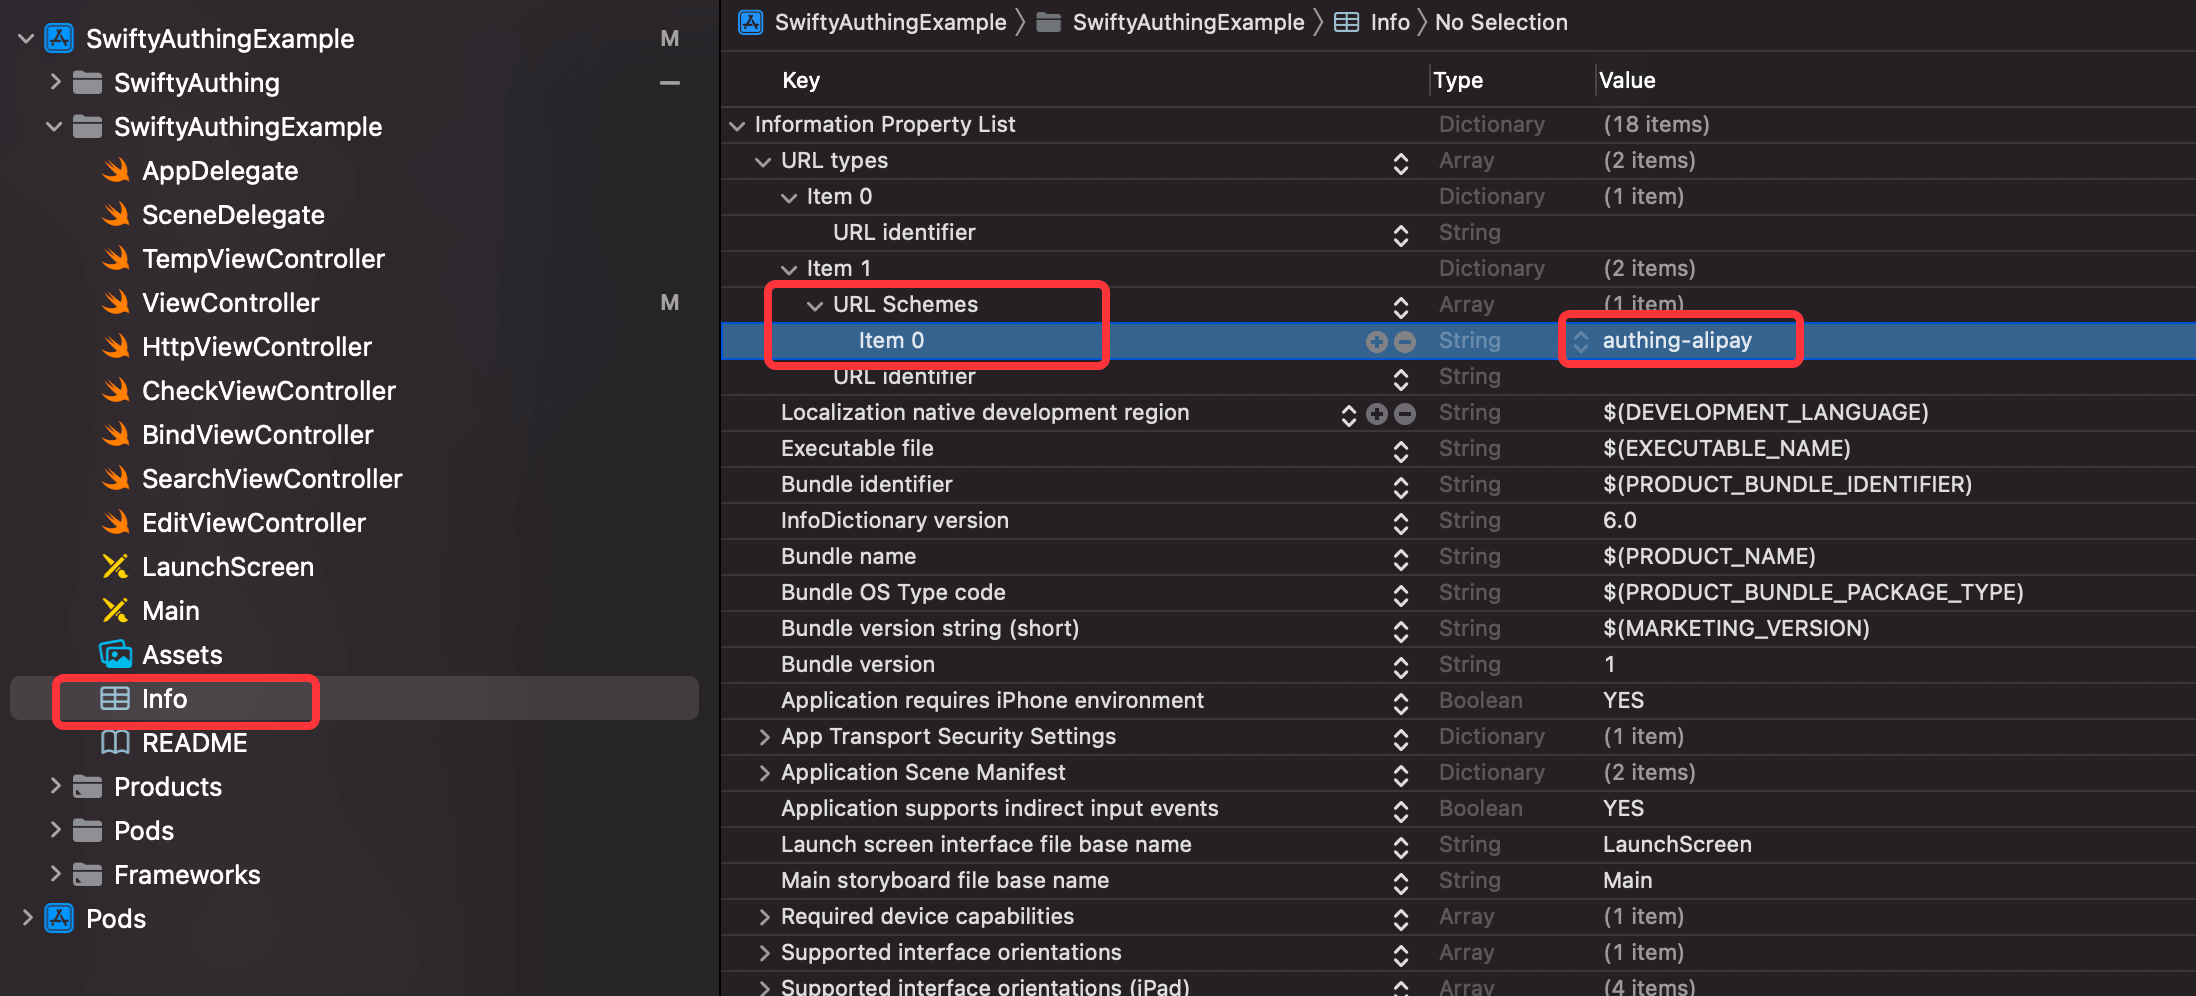 SwiftyAuthingExample M
SwiftyAuthing
SwiftyAuthingExample
AppDelegate
SceneDelegate
TempViewController
ViewController M
HttpViewController
CheckViewController
BindViewController
SearchViewController
EditViewController
LaunchScreen
Main
Assets
Info
README
Products
Pods
Frameworks
Pods
SwiftyAuthingExample SwiftyAuthingExample Info No Selection
Key Type Value
Information Property List Dictionary (18 items)
URL types Array (2 items)
Item 0 Dictionary (1 item)
URL identifier String
Item 1 Dictionary (2 items)
URL Schemes Array (1 item)
Item 0 String authing-alipay
URL identifier String
Localization native development region String $(DEVELOPMENT_LANGUAGE)
Executable file String $(EXECUTABLE_NAME)
Bundle identifier String $(PRODUCT_BUNDLE_IDENTIFIER)
InfoDictionary version String 6.0
Bundle name String $(PRODUCT_NAME)
Bundle OS Type code String $(PRODUCT_BUNDLE_PACKAGE_TYPE)
Bundle version string (short) String $(MARKETING_VERSION)
Bundle version String 1
Application requires iPhone environment Boolean YES
App Transport Security Settings Dictionary (1 item)
Application Scene Manifest Dictionary (2 items)
Application supports indirect input events Boolean YES
Launch screen interface file base name String LaunchScreen
Main storyboard file base name String Main
Required device capabilities Array (1 item)
Supported interface orientations Array (1 item)
Supported interface orientations (iPad) Array (4 items)